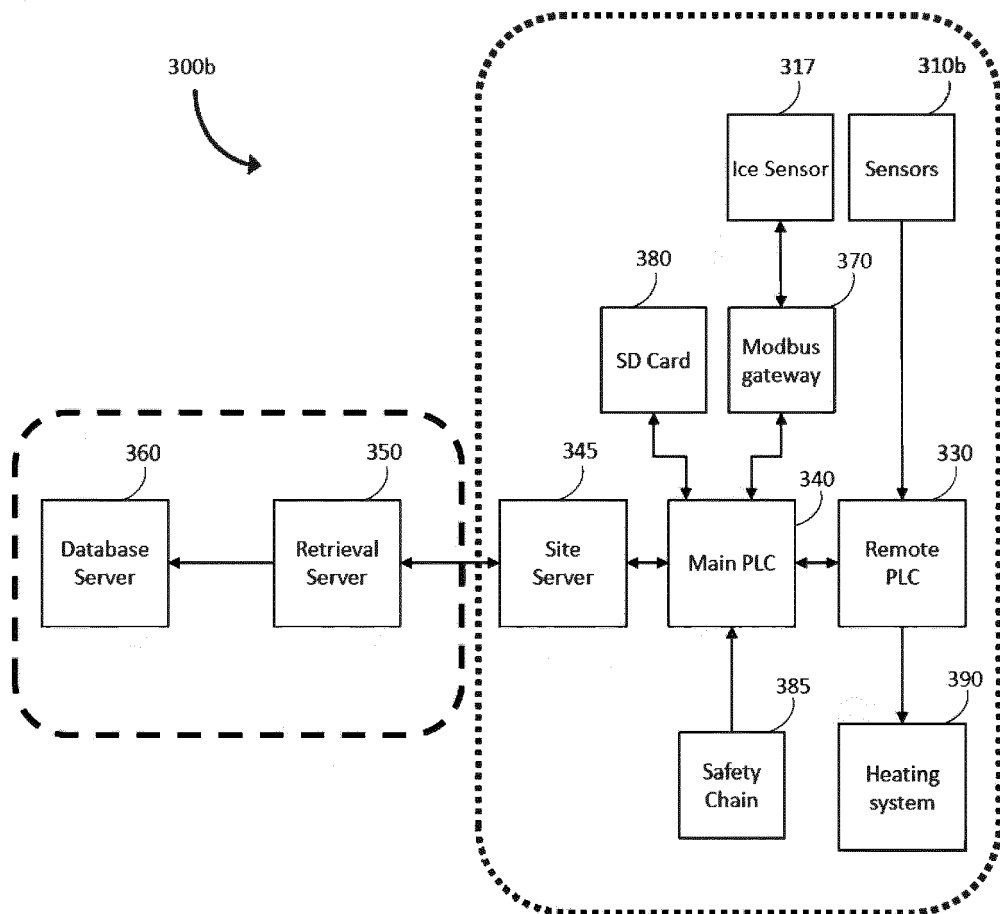 300b
317
310b
Ice Sensor
Sensors
380
370
SD Card
Modbus
gateway
360
350
345
340
330
Database
Server
Retrieval
Server
Site
Server
Main PLC
Remote
PLC
385
390
Safety
Chain
Heating
system